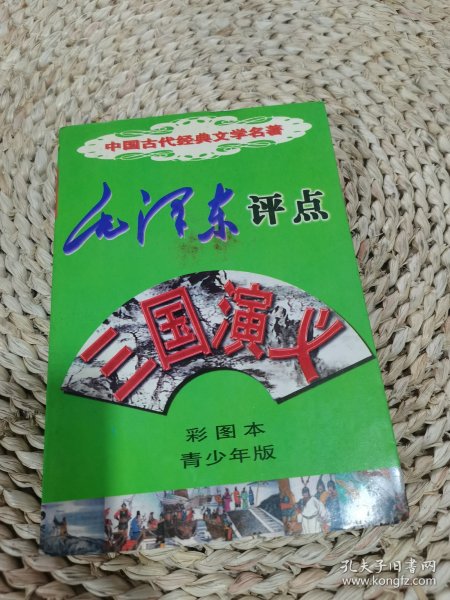 中国古代经典文学名著
毛泽东评点
三国演义
彩图本
青少年版
孔夫子旧书网
www.kongfz.com